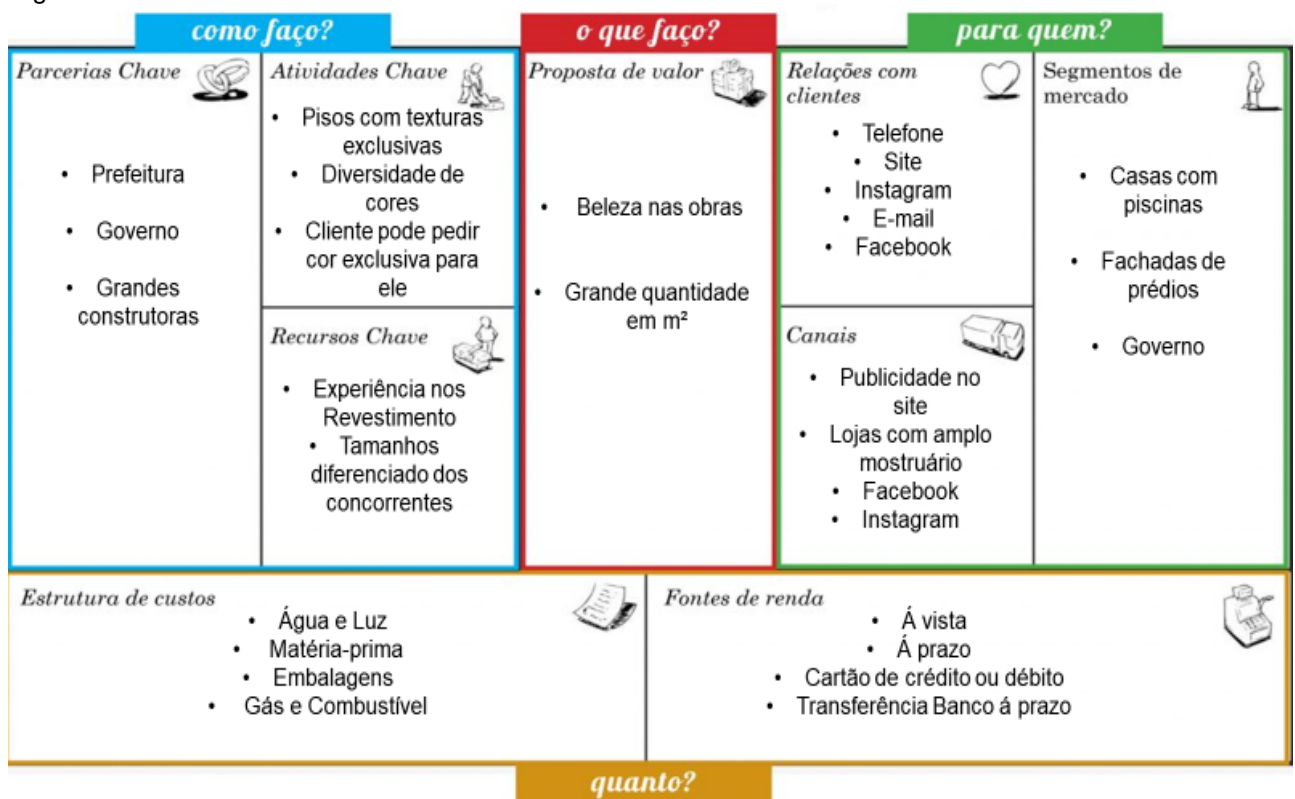 como faço?
o que faço?
para quem?
Parcerias Chave
• Prefeitura
• Governo
• Grandes
construtoras
Atividades Chave
• Pisos com texturas
exclusivas
• Diversidade de
cores
• Cliente pode pedir
cor exclusiva para
ele
Recursos Chave
• Experiência nos
Revestimento
• Tamanhos
diferenciado dos
concorrentes
Proposta de valor
• Beleza nas obras
• Grande quantidade
em m²
Relações com
clientes
• Telefone
• Site
• Instagram
• E-mail
• Facebook
Canais
• Publicidade no
site
• Lojas com amplo
mostruário
• Facebook
• Instagram
Segmentos de
mercado
• Casas com
piscinas
• Fachadas de
prédios
• Governo
Estrutura de custos
• Água e Luz
• Matéria-prima
• Embalagens
• Gás e Combustível
Fontes de renda
• Á vista
• Á prazo
• Cartão de crédito ou débito
• Transferência Banco á prazo
quanto?